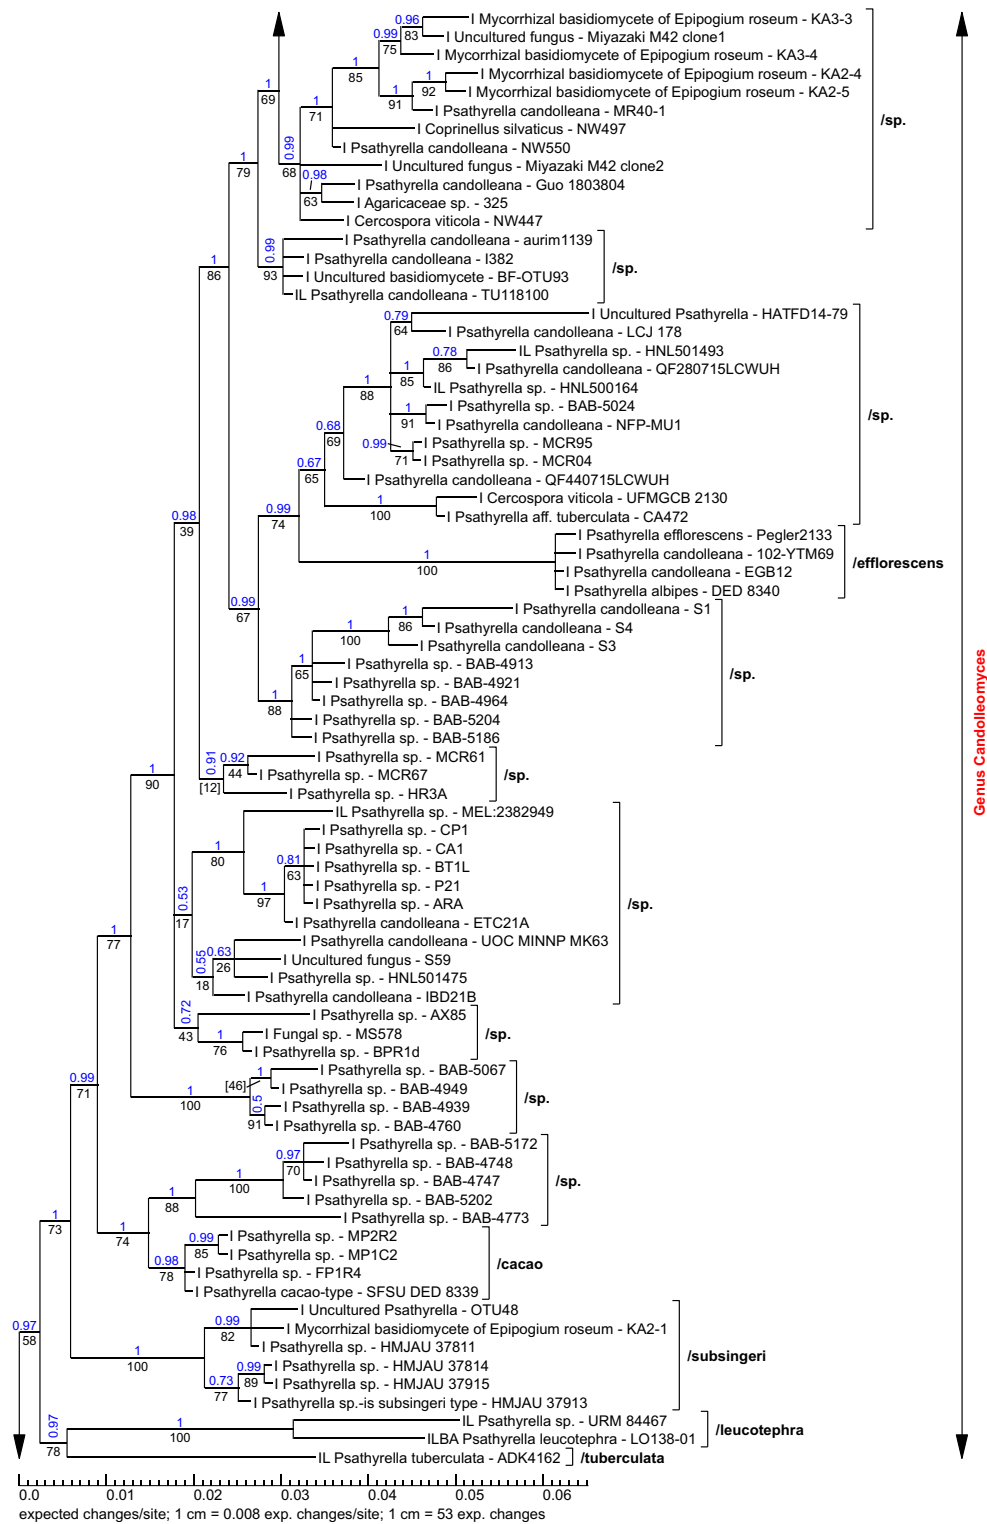 I Mycorrhizal basidiomycete of Epipogium roseum - KA3-3
0.96
83
I Uncultured fungus - Miyazaki M42 clone1
0.99
75
I Mycorrhizal basidiomycete of Epipogium roseum - KA3-4
1
85
I Mycorrhizal basidiomycete of Epipogium roseum - KA2-4
1
92
I Mycorrhizal basidiomycete of Epipogium roseum - KA2-5
1
91
I Psathyrella candolleana - MR40-1
1
69
1
71
/sp.
I Coprinellus silvaticus - NW497
I Psathyrella candolleana - NW550
1
79
0.99
68
I Uncultured fungus - Miyazaki M42 clone2
0.98
63
I Psathyrella candolleana - Guo 1803804
I Agaricaceae sp. - 325
I Cercospora viticola - NW447
I Psathyrella candolleana - aurim1139
0.99
93
I Psathyrella candolleana - I382
/sp.
1
86
I Uncultured basidiomycete - BF-OTU93
IL Psathyrella candolleana - TU118100
I Uncultured Psathyrella - HATFD14-79
0.79
64
I Psathyrella candolleana - LCJ 178
IL Psathyrella sp. - HNL501493
0.78
86
I Psathyrella candolleana - QF280715LCWUH
1
85
1
88
IL Psathyrella sp. - HNL500164
I Psathyrella sp. - BAB-5024
1
91
/sp.
I Psathyrella candolleana - NFP-MU1
0.68
69
0.99
71
I Psathyrella sp. - MCR95
I Psathyrella sp. - MCR04
0.67
65
I Psathyrella candolleana - QF440715LCWUH
I Cercospora viticola - UFMGCB 2130
1
100
I Psathyrella aff. tuberculata - CA472
0.98
39
0.99
74
I Psathyrella efflorescens - Pegler2133
I Psathyrella candolleana - 102-YTM69
1
100
/efflorescens
I Psathyrella candolleana - EGB12
I Psathyrella albipes - DED 8340
0.99
67
I Psathyrella candolleana - S1
1
86
I Psathyrella candolleana - S4
1
100
I Psathyrella candolleana - S3
I Psathyrella sp. - BAB-4913
1
65
/sp.
I Psathyrella sp. - BAB-4921
I Psathyrella sp. - BAB-4964
1
88
I Psathyrella sp. - BAB-5204
I Psathyrella sp. - BAB-5186
Genus Candolleomyces
I Psathyrella sp. - MCR61
0.91
[12]
0.92
44
I Psathyrella sp. - MCR67
/sp.
1
90
I Psathyrella sp. - HR3A
IL Psathyrella sp. - MEL:2382949
I Psathyrella sp. - CP1
1
80
I Psathyrella sp. - CA1
0.81
63
I Psathyrella sp. - BT1L
I Psathyrella sp. - P21
1
97
I Psathyrella sp. - ARA
/sp.
0.53
17
I Psathyrella candolleana - ETC21A
1
77
I Psathyrella candolleana - UOC MINNP MK63
0.55
18
0.63
26
I Uncultured fungus - S59
I Psathyrella sp. - HNL501475
I Psathyrella candolleana - IBD21B
0.72
43
I Psathyrella sp. - AX85
1
76
I Fungal sp. - MS578
/sp.
I Psathyrella sp. - BPR1d
I Psathyrella sp. - BAB-5067
[46]
1
I Psathyrella sp. - BAB-4949
0.99
71
1
100
/sp.
0.5
91
I Psathyrella sp. - BAB-4939
I Psathyrella sp. - BAB-4760
I Psathyrella sp. - BAB-5172
0.97
70
I Psathyrella sp. - BAB-4748
1
100
I Psathyrella sp. - BAB-4747
/sp.
1
88
I Psathyrella sp. - BAB-5202
I Psathyrella sp. - BAB-4773
1
73
1
74
I Psathyrella sp. - MP2R2
0.99
85
I Psathyrella sp. - MP1C2
/cacao
0.98
78
I Psathyrella sp. - FP1R4
I Psathyrella cacao-type - SFSU DED 8339
I Uncultured Psathyrella - OTU48
0.97
58
0.99
82
I Mycorrhizal basidiomycete of Epipogium roseum - KA2-1
I Psathyrella sp. - HMJAU 37811
1
100
/subsingeri
I Psathyrella sp. - HMJAU 37814
0.99
89
0.73
77
I Psathyrella sp. - HMJAU 37915
I Psathyrella sp.-is subsingeri type - HMJAU 37913
0.97
78
IL Psathyrella sp. - URM 84467
1
100
/leucotephra
ILBA Psathyrella leucotephra - LO138-01
IL Psathyrella tuberculata - ADK4162
/tuberculata
0.0 0.01 0.02 0.03 0.04 0.05 0.06
expected changes/site; 1 cm = 0.008 exp. changes/site; 1 cm = 53 exp. changes